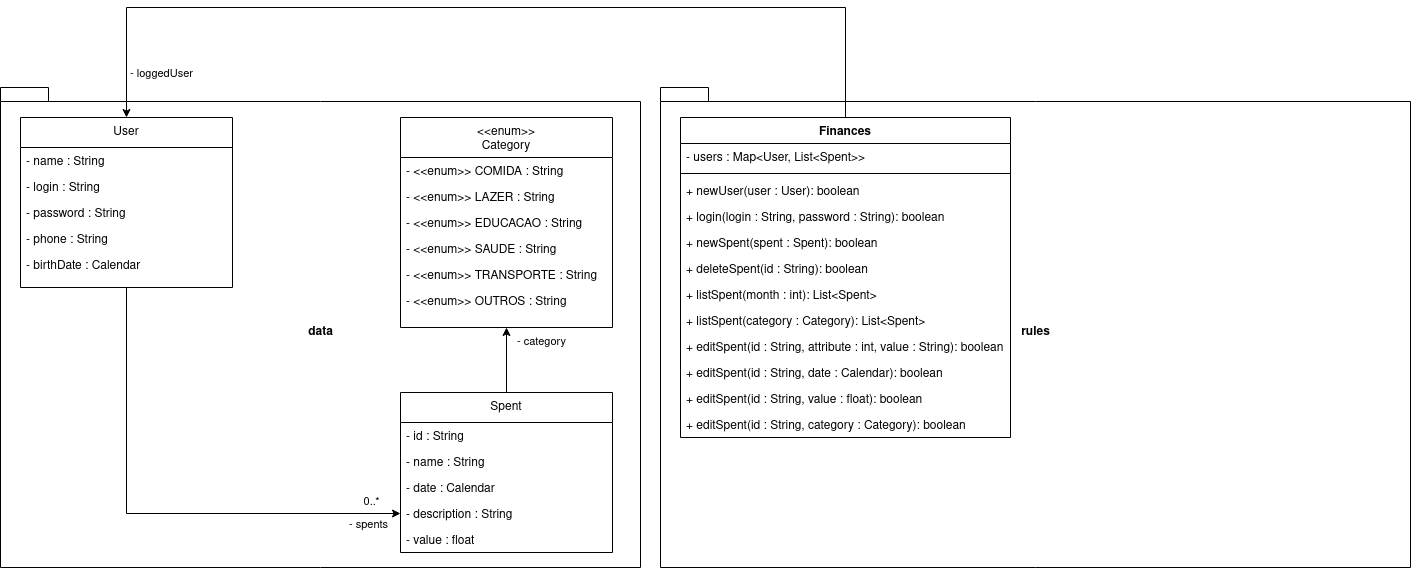 - loggedUser
User
- name : String
- login : String
- password : String
- phone : String
- birthDate : Calendar
<<enum>>
Category
- <<enum>> COMIDA : String
- <<enum>> LAZER : String
- <<enum>> EDUCACAO : String
- <<enum>> SAUDE : String
- <<enum>> TRANSPORTE : String
- <<enum>> OUTROS : String
data
- category
Spent
- id : String
- name : String
- date : Calendar
- description : String
- value : float
0..*
- spents
Finances
- users : Map<User, List<Spent>>
+ newUser(user : User): boolean
+ login(login : String, password : String): boolean
+ newSpent(spent : Spent): boolean
+ deleteSpent(id : String): boolean
+ listSpent(month : int): List<Spent>
+ listSpent(category : Category): List<Spent>
+ editSpent(id : String, attribute : int, value : String): boolean
+ editSpent(id : String, date : Calendar): boolean
+ editSpent(id : String, value : float): boolean
+ editSpent(id : String, category : Category): boolean
rules